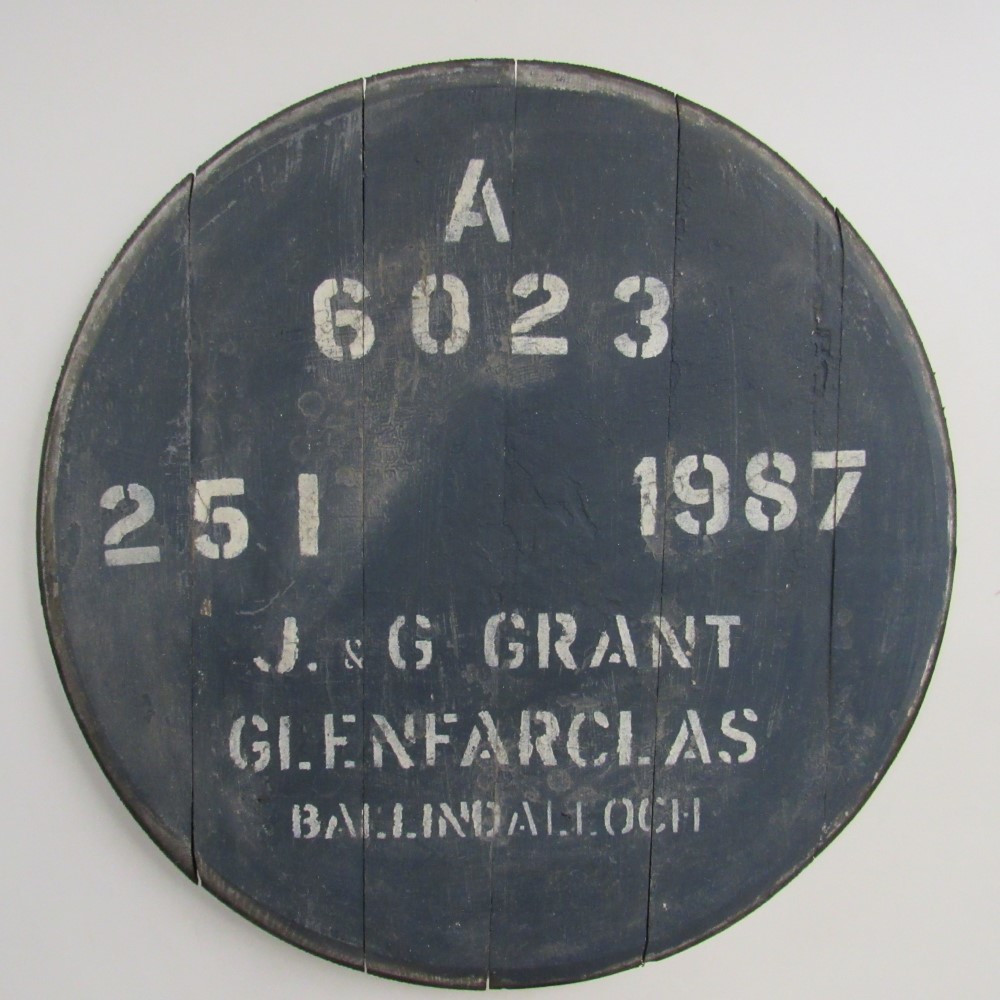 A
6023
251 1987
J. & G GRANT
GLENFARCLAS
BALLINDALLOCH